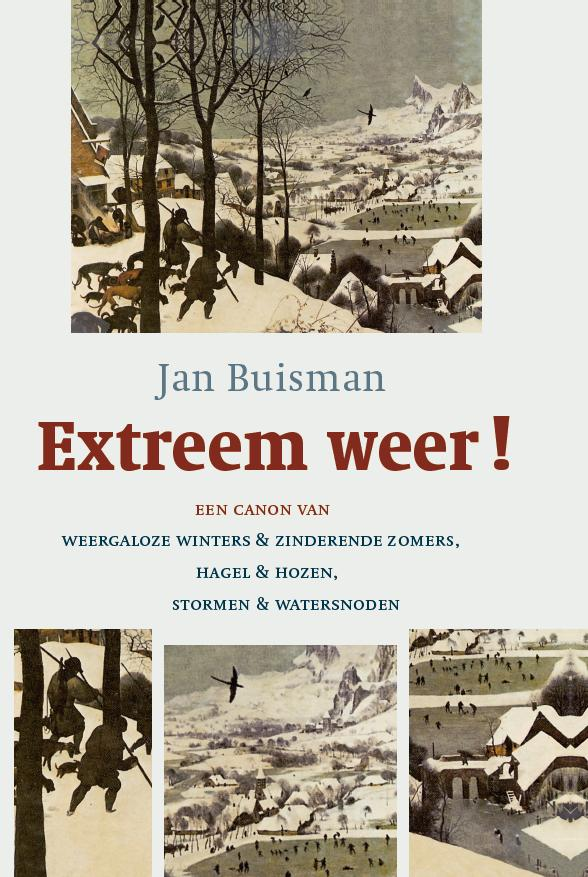 Jan Buisman
Extreem weer!
EEN CANON VAN
WEERGALOZE WINTERS & ZINDERENDE ZOMERS,
HAGEL & HOZEN,
STORMEN & WATERSNODEN